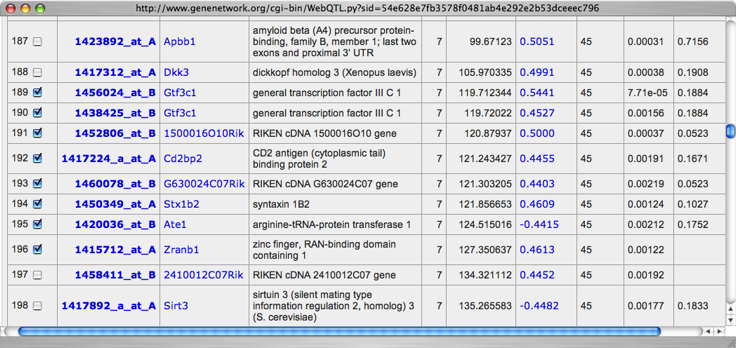 http://www.genenetwork.org/cgi-bin/WebQTL.py?sid=54e628e7fb3578f0481ab4e292e2b53dceeec796
187 1423892_at_A Apbb1 amyloid beta (A4) precursor protein-binding, family B, member 1; last two exons and proximal 3' UTR 7 99.67123 0.5051 45 0.00031 0.7156
188 1417312_at_A Dkk3 dickkopf homolog 3 (Xenopus laevis) 7 105.970335 0.4991 45 0.00038 0.1908
189 1456024_at_B Gtf3c1 general transcription factor III C 1 7 119.712344 0.5441 45 7.71e-05 0.1884
190 1438425_at_B Gtf3c1 general transcription factor III C 1 7 119.72022 0.4527 45 0.00156 0.1884
191 1452806_at_B 1500016O10Rik RIKEN cDNA 1500016O10 gene 7 120.87937 0.5000 45 0.00037 0.0523
192 1417224_a_at_A Cd2bp2 CD2 antigen (cytoplasmic tail) binding protein 2 7 121.243427 0.4455 45 0.00191 0.1671
193 1460078_at_B G630024C07Rik RIKEN cDNA G630024C07 gene 7 121.303205 0.4403 45 0.00219 0.0523
194 1450349_at_A Stx1b2 syntaxin 1B2 7 121.856653 0.4609 45 0.00124 0.1027
195 1420036_at_B Ate1 arginine-tRNA-protein transferase 1 7 124.515016 -0.4415 45 0.00212 0.1752
196 1415712_at_A Zranb1 zinc finger, RAN-binding domain containing 1 7 127.350637 0.4613 45 0.00122
197 1458411_at_B 2410012C07Rik RIKEN cDNA 2410012C07 gene 7 134.321112 0.4452 45 0.00192
198 1417892_a_at_A Sirt3 sirtuin 3 (silent mating type information regulation 2, homolog) 3 (S. cerevisiae) 7 135.265583 -0.4482 45 0.00177 0.1833